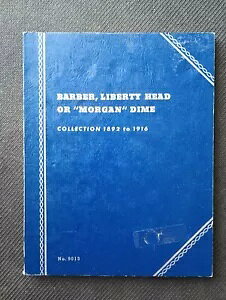 BARBER, LIBERTY HEAD
OR "MORGAN" DIME
COLLECTION 1892 to 1916
No. 9013